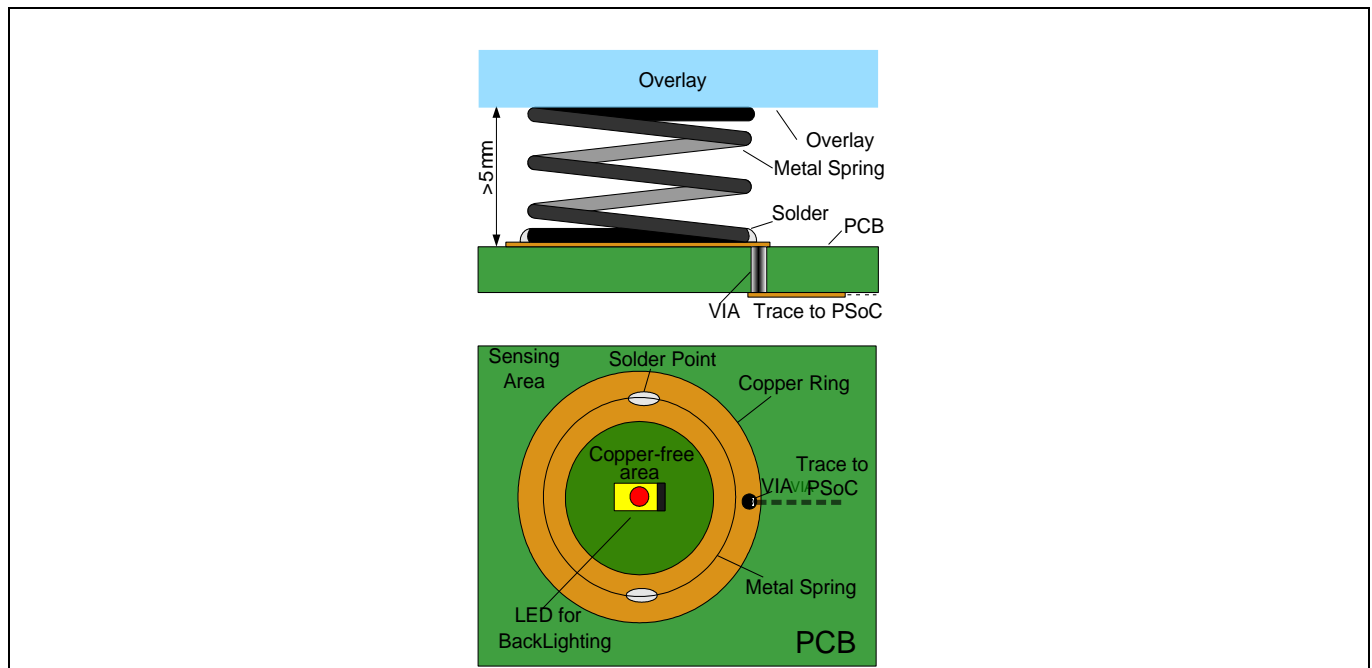 Overlay
Overlay
Metal Spring
>5mm
Solder
PCB
VIA
Trace to PSoC
Sensing
Area
Solder Point
Copper Ring
Copper-free
area
Trace to
VIA
VIA
PSoC
Metal Spring
LED for
BackLighting
PCB